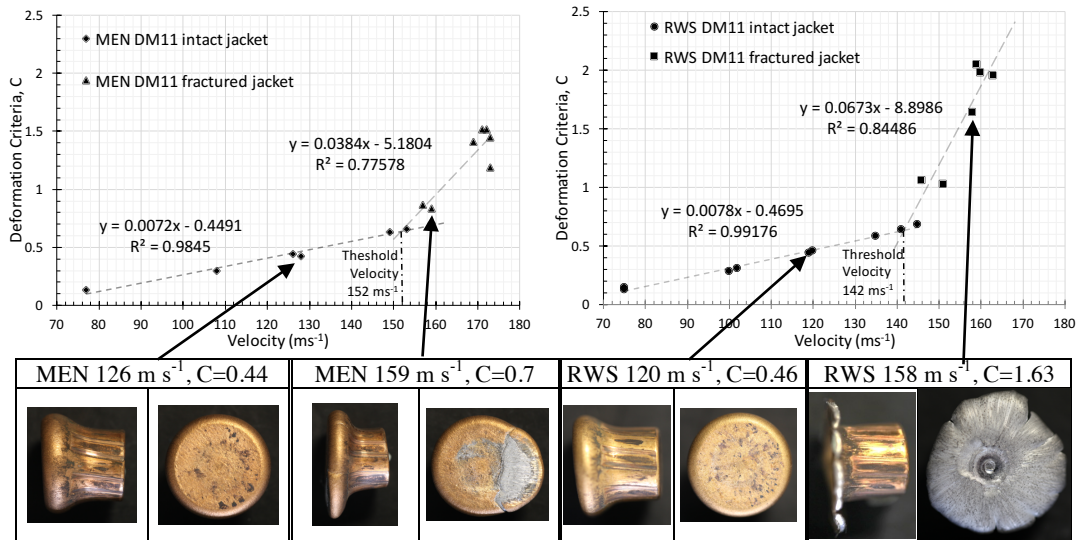 Deformation Criteria, C
2.5
2
1.5
1
0.5
0
MEN DM11 intact jacket
MEN DM11 fractured jacket
y = 0.0384x - 5.1804
R² = 0.77578
y = 0.0072x - 0.4491
R² = 0.9845
Theshold
Velocity
152 ms⁻¹
70 80 90 100 110 120 130 140 150 160 170 180
Velocity (ms⁻¹)
Deformation Criteria, C
2.5
2
1.5
1
0.5
0
RWS DM11 intact jacket
RWS DM11 fractured jacket
y = 0.0673x - 8.8986
R² = 0.84486
y = 0.0078x - 0.4695
R² = 0.99176
Threshold
Velocity
142 ms⁻¹
70 80 90 100 110 120 130 140 150 160 170 180
Velocity (ms⁻¹)
MEN 126 m s⁻¹, C=0.44
MEN 159 m s⁻¹, C=0.7
RWS 120 m s⁻¹, C=0.46
RWS 158 m s⁻¹, C=1.63